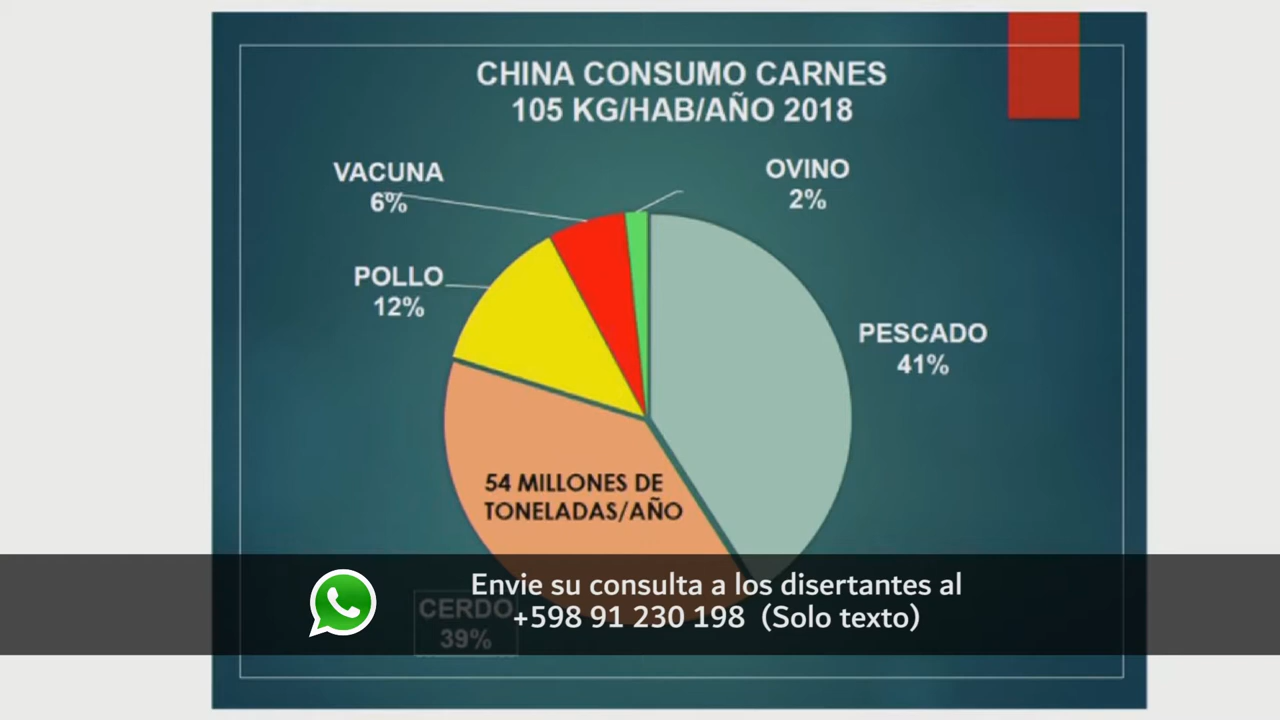 CHINA CONSUMO CARNES
105 KG/HAB/AÑO 2018
VACUNA
6%
OVINO
2%
POLLO
12%
PESCADO
41%
54 MILLONES DE
TONELADAS/AÑO
CERDO
39%
Envie su consulta a los disertantes al
+598 91 230 198 (Solo texto)